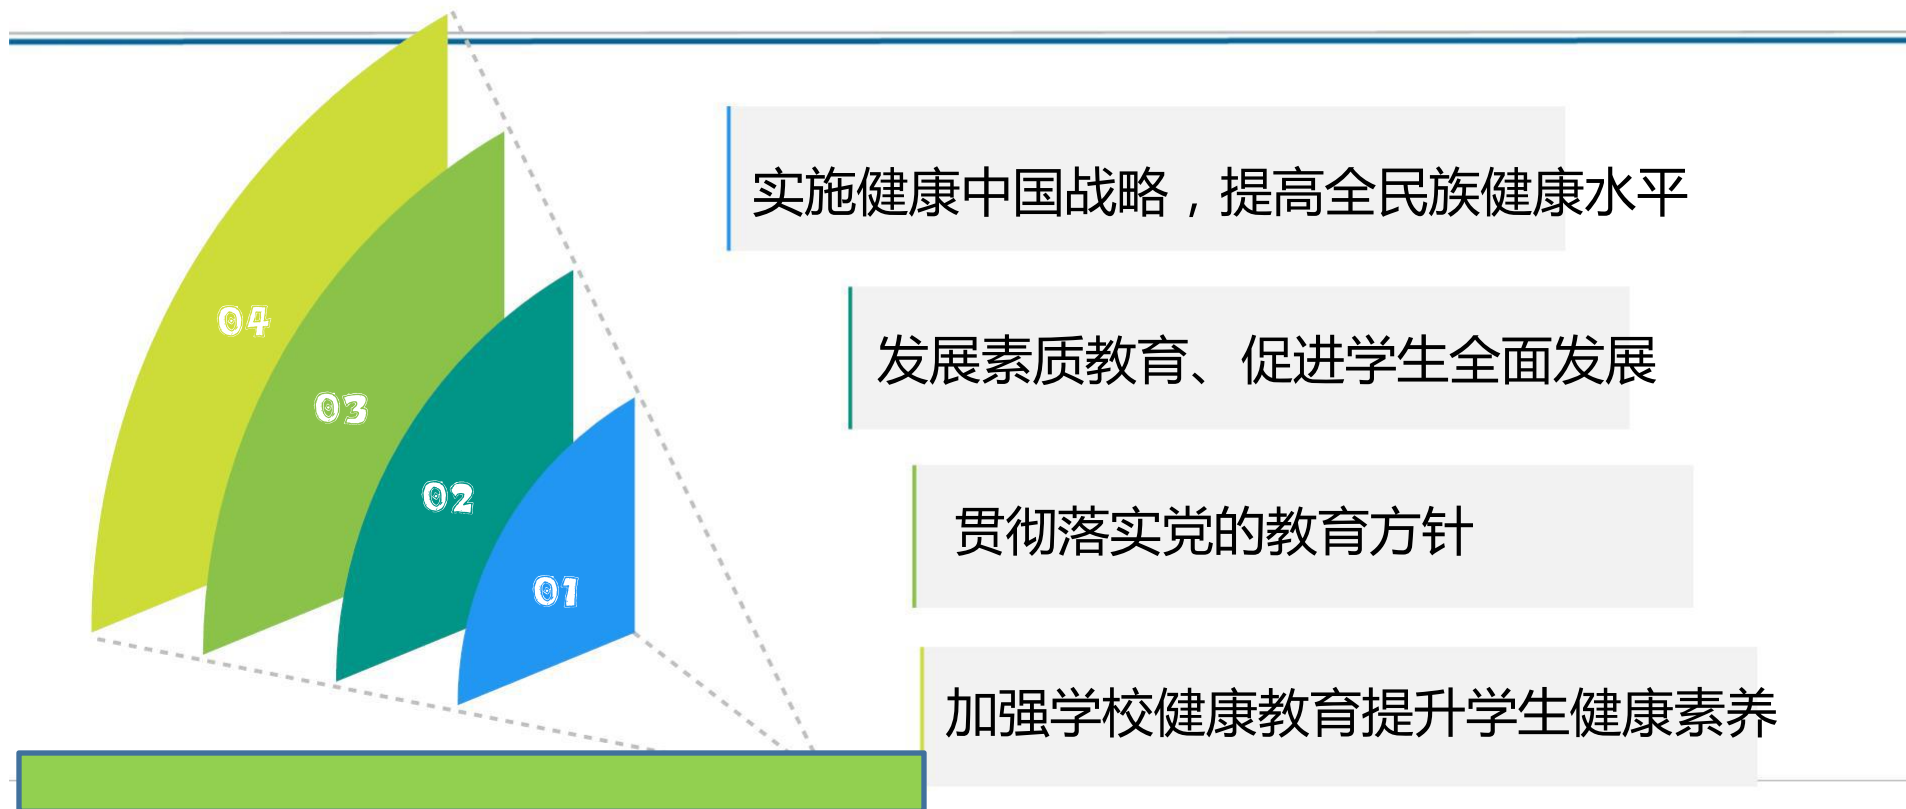 实施健康中国战略，提高全民族健康水平
04
发展素质教育、促进学生全面发展
03
02
贯彻落实党的教育方针
01
加强学校健康教育提升学生健康素养